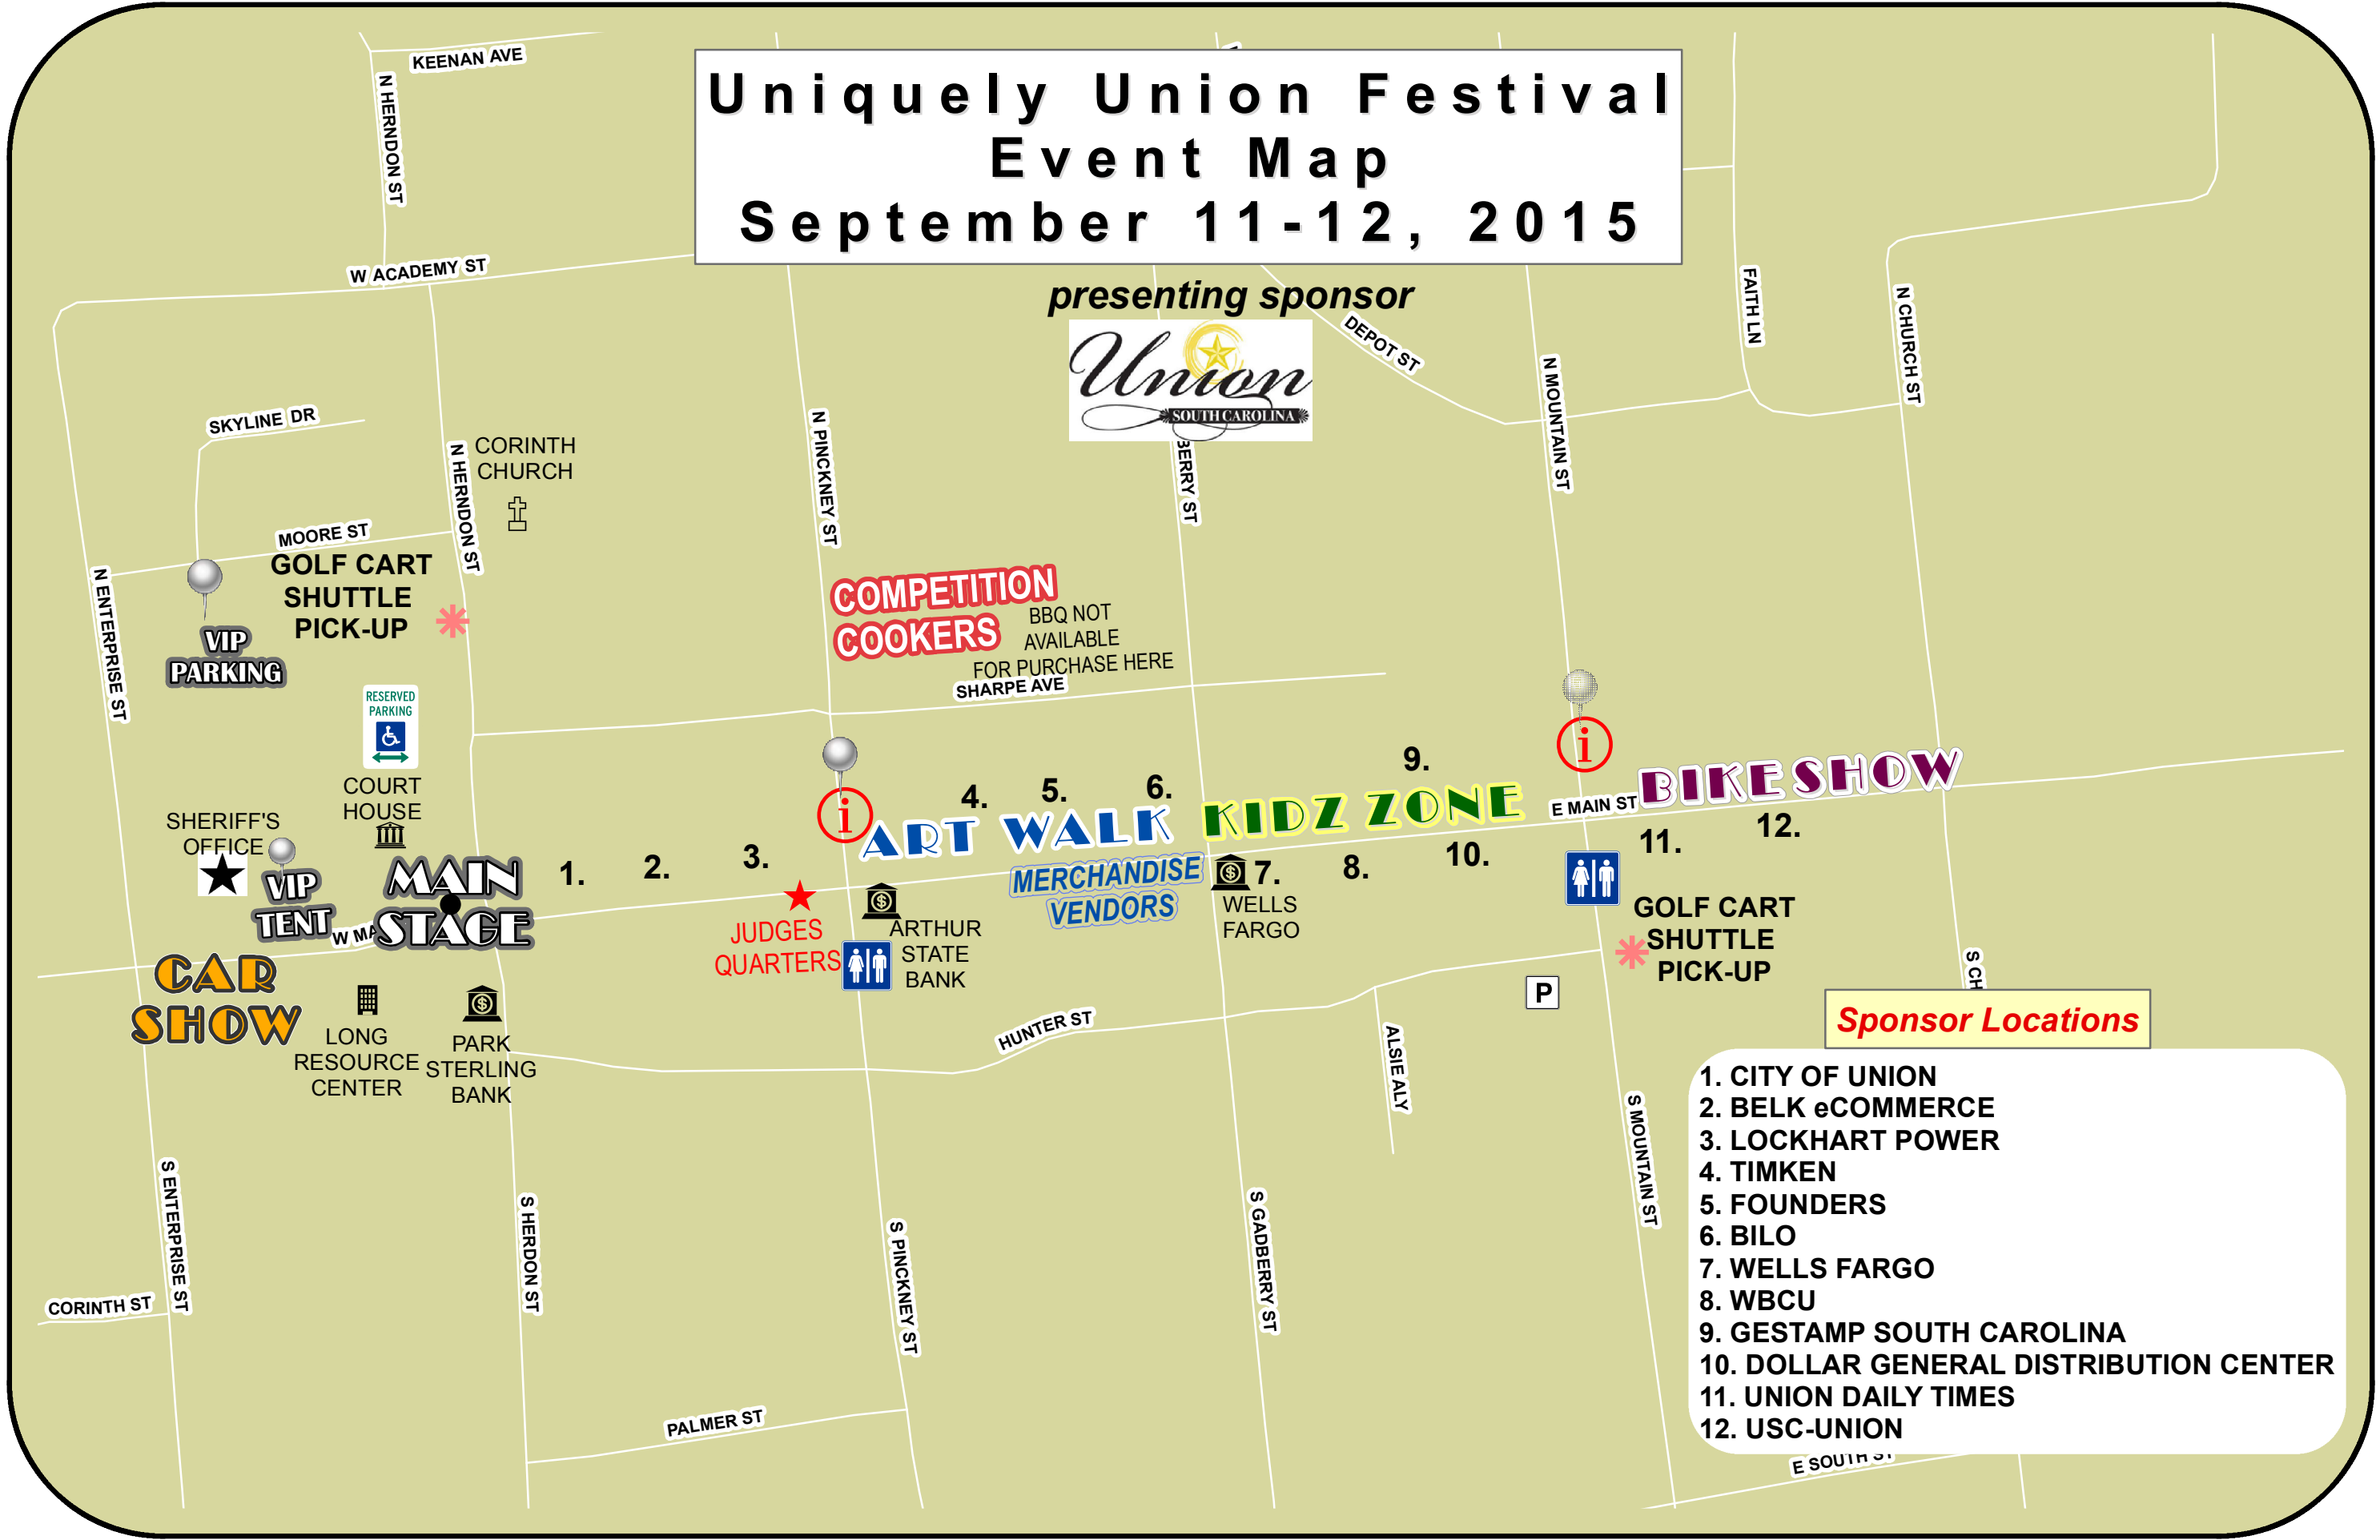 Uniquely Union Festival
Event Map
September 11-12, 2015
presenting sponsor
Union
SOUTH CAROLINA
KEENAN AVE
N HERNDON ST
W ACADEMY ST
SKYLINE DR
N HERNDON ST
CORINTH
CHURCH
MOORE ST
N PINCKNEY ST
BERRY ST
DEPOT ST
N MOUNTAIN ST
FAITH LN
N CHURCH ST
N ENTERPRISE ST
GOLF CART
SHUTTLE
PICK-UP
VIP
PARKING
RESERVED
PARKING
COURT
HOUSE
SHERIFF'S
OFFICE
VIP
TENT
MAIN
STAGE
W MA
CAR
SHOW
LONG
RESOURCE
CENTER
PARK
STERLING
BANK
COMPETITION
COOKERS
BBQ NOT
AVAILABLE
FOR PURCHASE HERE
SHARPE AVE
i
ART WALK
MERCHANDISE
VENDORS
KIDZ ZONE
i
E MAIN ST
BIKE SHOW
1.
2.
3.
4.
5.
6.
7.
8.
9.
10.
11.
12.
JUDGES
QUARTERS
ARTHUR
STATE
BANK
WELLS
FARGO
GOLF CART
SHUTTLE
PICK-UP
P
HUNTER ST
ALSIE ALY
S CH
S ENTERPRISE ST
S HERDON ST
S PINCKNEY ST
S GADBERRY ST
S MOUNTAIN ST
CORINTH ST
PALMER ST
E SOUTH ST
Sponsor Locations
1. CITY OF UNION
2. BELK eCOMMERCE
3. LOCKHART POWER
4. TIMKEN
5. FOUNDERS
6. BILO
7. WELLS FARGO
8. WBCU
9. GESTAMP SOUTH CAROLINA
10. DOLLAR GENERAL DISTRIBUTION CENTER
11. UNION DAILY TIMES
12. USC-UNION